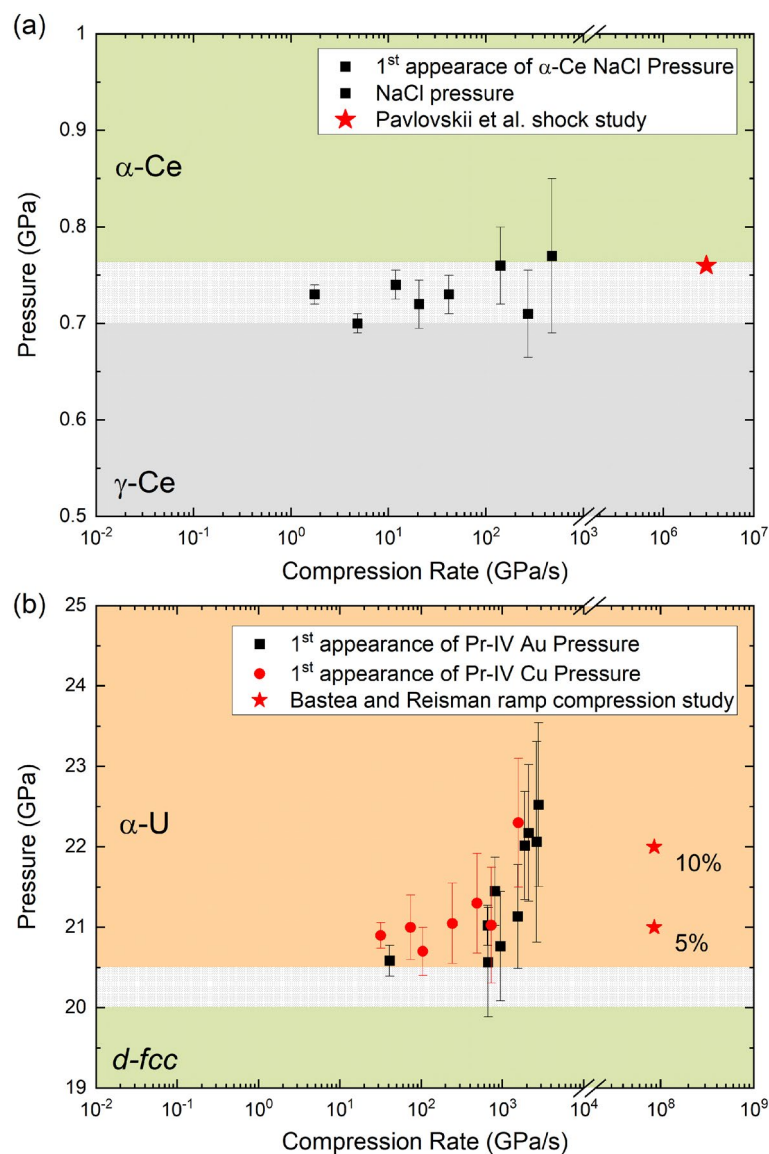 (a)
1
0.9
0.8
0.7
0.6
0.5
Pressure (GPa)
1st appearace of α-Ce NaCl Pressure
NaCl pressure
Pavlovskii et al. shock study
α-Ce
γ-Ce
10-2 10-1 100 101 102 103 106 107
Compression Rate (GPa/s)
(b)
25
24
23
22
21
20
19
Pressure (GPa)
1st appearance of Pr-IV Au Pressure
1st appearance of Pr-IV Cu Pressure
Bastea and Reisman ramp compression study
α-U
10%
5%
d-fcc
10-2 10-1 100 101 102 103 104 108 109
Compression Rate (GPa/s)